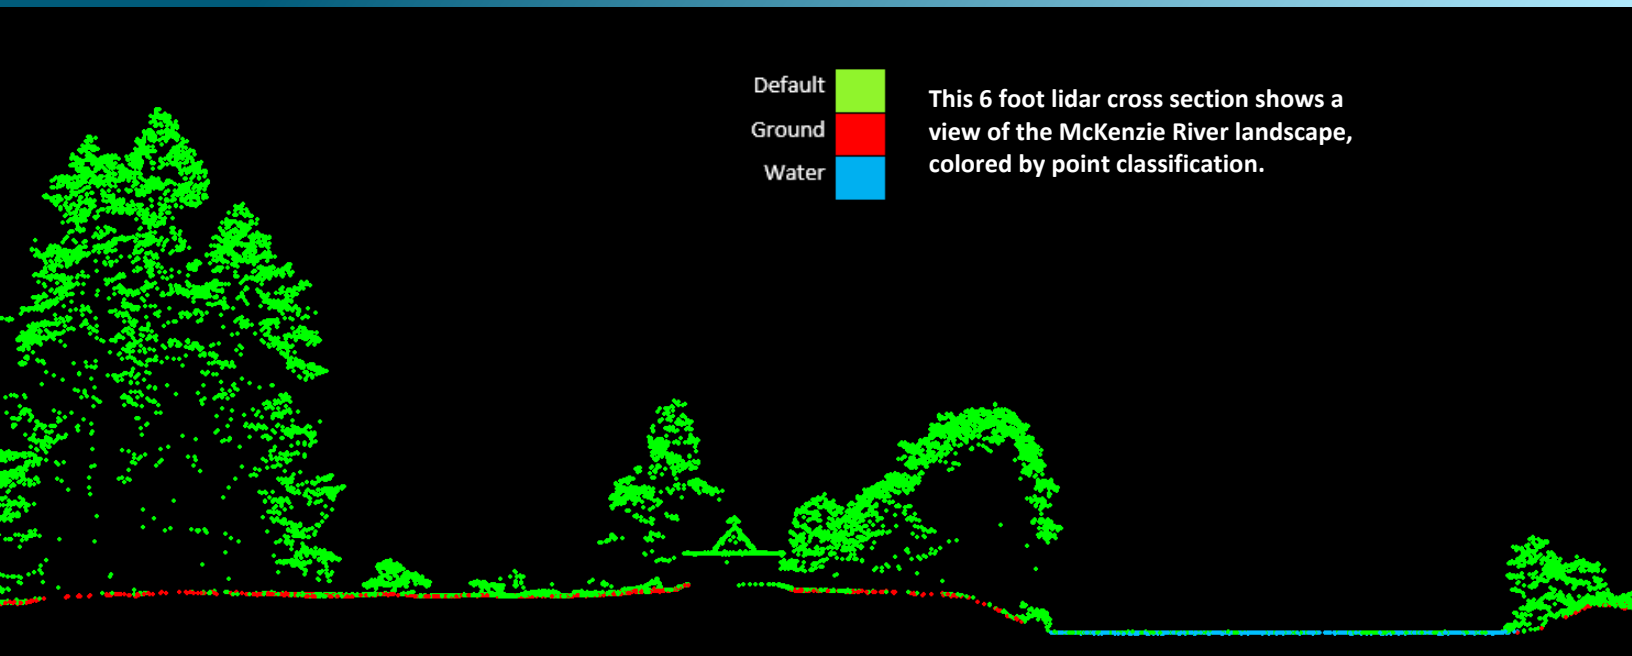 Default
Ground
Water
This 6 foot lidar cross section shows a
view of the McKenzie River landscape,
colored by point classification.